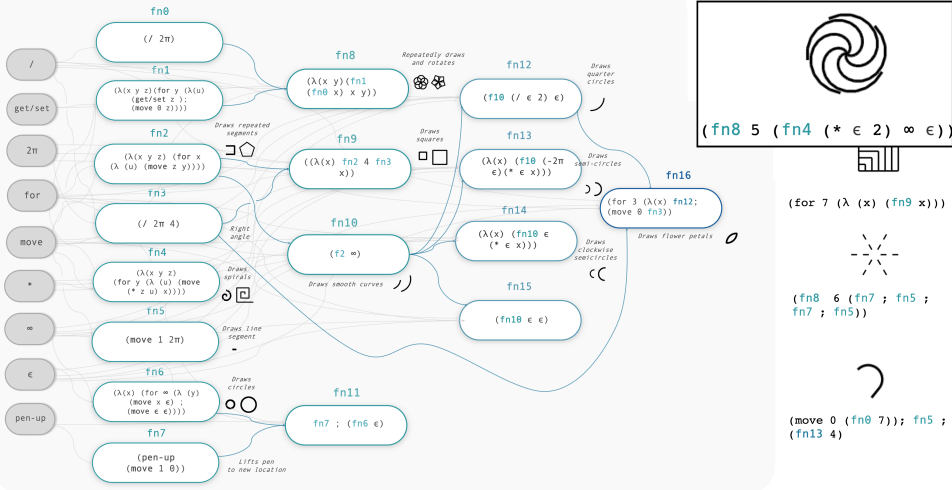 /
get/set
2π
for
move
*
∞
ϵ
pen-up
fn0
(/ 2π)
fn1
(λ(x y z)(for y (λ(u)
(get/set z );
(move 0 z))))
fn2
(λ(x y z) (for x
(λ (u) (move z y))))
Draws repeated
segments
fn3
(/ 2π 4)
Right
angle
fn4
(λ(x y z)
(for y (λ (u) (move
(* z u) x))))
Draws
spirals
fn5
(move 1 2π)
Draws line
segment
fn6
(λ(x) (for ∞ (λ (y)
(move x ϵ) ;
(move ϵ ϵ))))
Draws
circles
fn7
(pen-up
(move 1 0))
Lifts pen
to new location
fn8
(λ(x y)(fn1
(fn0 x) x y))
Repeatedly draws
and rotates
fn9
((λ(x) fn2 4 fn3
x))
Draws
squares
fn10
(f2 ∞)
Draws smooth curves
fn11
fn7 ; (fn6 ϵ)
fn12
(f10 (/ ϵ 2) ϵ)
Draws
quarter
circles
fn13
(λ(x) (f10 (-2π
ϵ)(* ϵ x)))
Draws
semi-circles
fn14
(λ(x) (fn10 ϵ
(* ϵ x)))
Draws
clockwise
semicircles
fn15
(fn10 ϵ ϵ)
fn16
(for 3 (λ(x) fn12;
(move 0 fn3))
Draws flower petals
(fn8 5 (fn4 (* ϵ 2) ∞ ϵ))
(for 7 (λ (x) (fn9 x)))
(fn8 6 (fn7 ; fn5 ;
fn7 ; fn5))
(move 0 (fn0 7)); fn5 ;
(fn13 4)